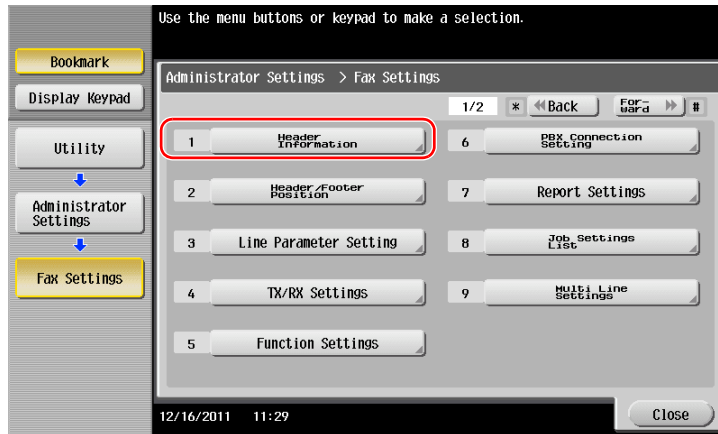 Use the menu buttons or keypad to make a selection.
Bookmark
Display Keypad
Utility
Administrator
Settings
Fax Settings
Administrator Settings > Fax Settings
1/2 * Back For-
ward #
1 Header
Information
2 Header/Footer
Position
3 Line Parameter Setting
4 TX/RX Settings
5 Function Settings
6 PBX Connection
Setting
7 Report Settings
8 Job Settings
List
9 Multi Line
Settings
12/16/2011 11:29
Close